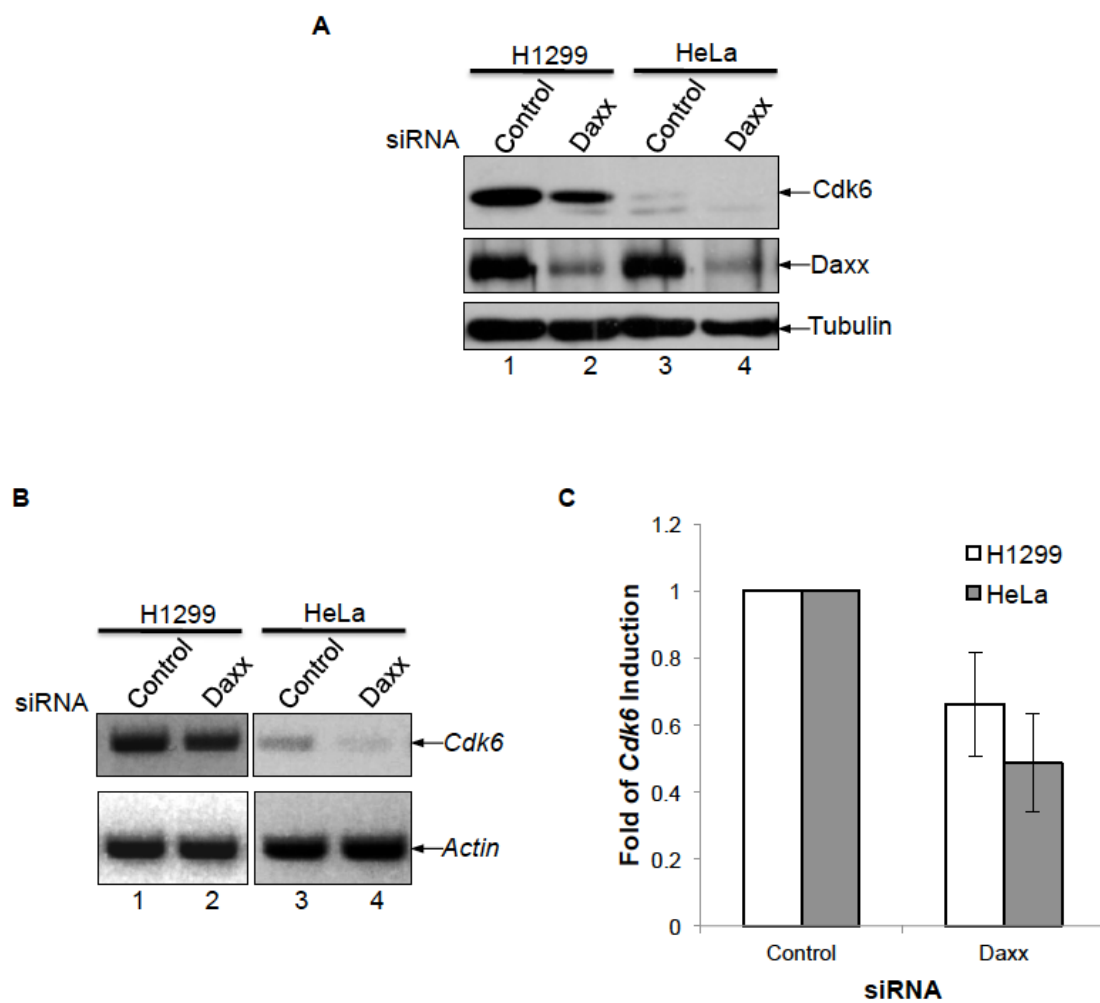 A
H1299 HeLa
siRNA Control Daxx Control Daxx
Cdk6
Daxx
Tubulin
1 2 3 4
B
H1299 HeLa
siRNA Control Daxx Control Daxx
Cdk6
Actin
1 2 3 4
C
Fold of Cdk6 Induction
1.2
1
0.8
0.6
0.4
0.2
0
H1299
HeLa
Control Daxx
siRNA